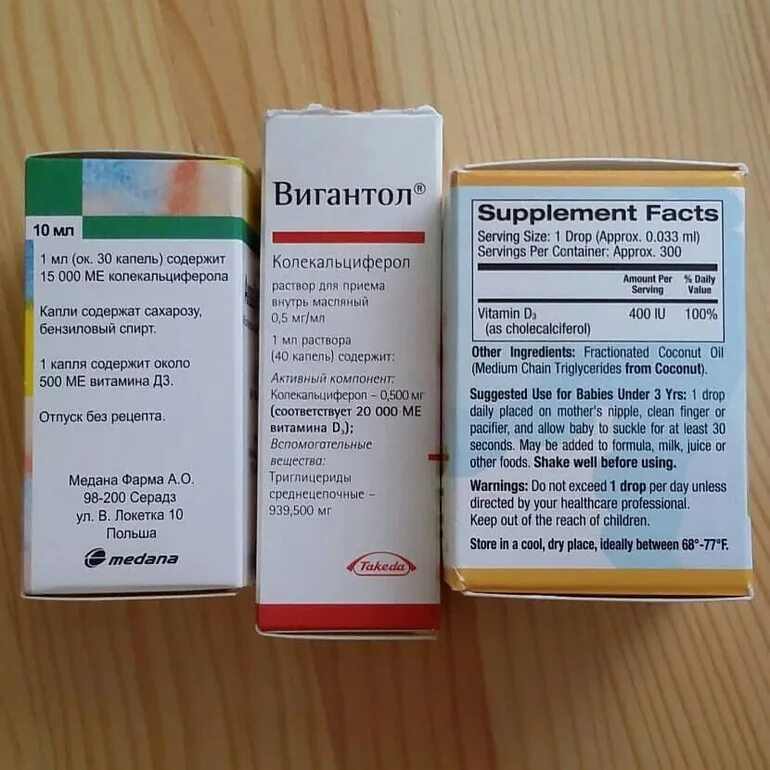 10 мл
1 мл (ок. 30 капель) содержит
15 000 МЕ колекальциферола
Капли содержат сахарозу,
бензиловый спирт.
1 капля содержит около
500 МЕ витамина Д3.
Отпуск без рецепта.
Медана Фарма А.О.
98-200 Серадз
ул. В. Локетка 10
Польша
medana
Вигантол®
Колекальциферол
раствор для приема
внутрь масляный
0,5 мг/мл
1 мл раствора
(40 капель) содержит:
Активный компонент:
Колекальциферол – 0,500 мг
(соответствует 20 000 МЕ
витамина D₃);
Вспомогательные
вещества:
Триглицериды
среднецепочные –
939,500 мг
Takeda
Supplement Facts
Serving Size: 1 Drop (Approx. 0.033 ml)
Servings Per Container: Approx. 300
Amount Per % Daily
Serving Value
Vitamin D₃ 400 IU 100%
(as cholecalciferol)
Other Ingredients: Fractionated Coconut Oil
(Medium Chain Triglycerides from Coconut).
Suggested Use for Babies Under 3 Yrs: 1 drop
daily placed on mother's nipple, clean finger or
pacifier, and allow baby to suckle for at least 30
seconds. May be added to formula, milk, juice or
other foods. Shake well before using.
Warnings: Do not exceed 1 drop per day unless
directed by your healthcare professional.
Keep out of the reach of children.
Store in a cool, dry place, ideally between 68°-77°F.